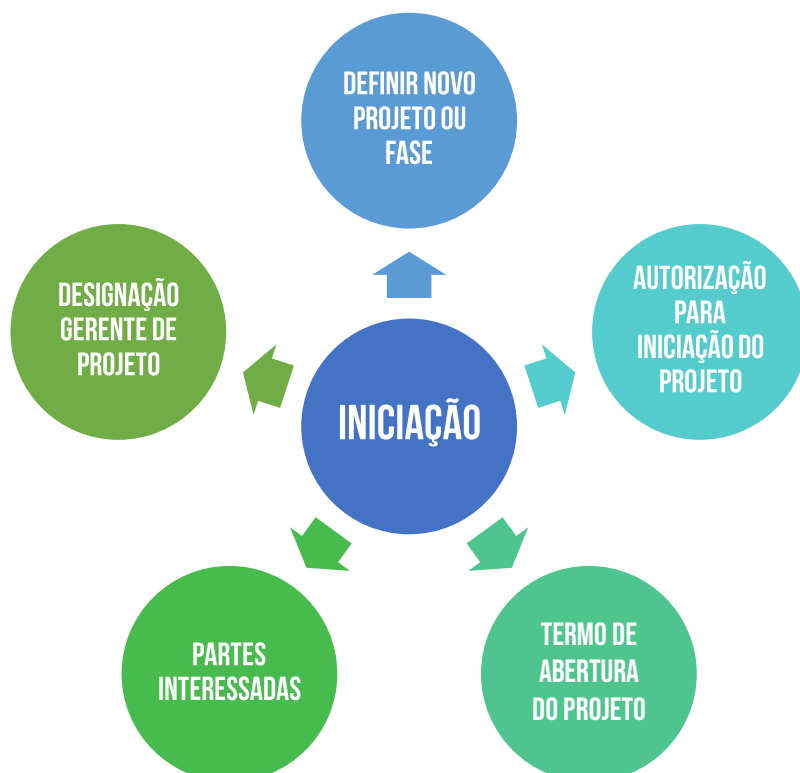 DEFINIR NOVO
PROJETO OU
FASE
AUTORIZAÇÃO
PARA
INICIAÇÃO DO
PROJETO
TERMO DE
ABERTURA
DO PROJETO
PARTES
INTERESSADAS
DESIGNAÇÃO
GERENTE DE
PROJETO
INICIAÇÃO